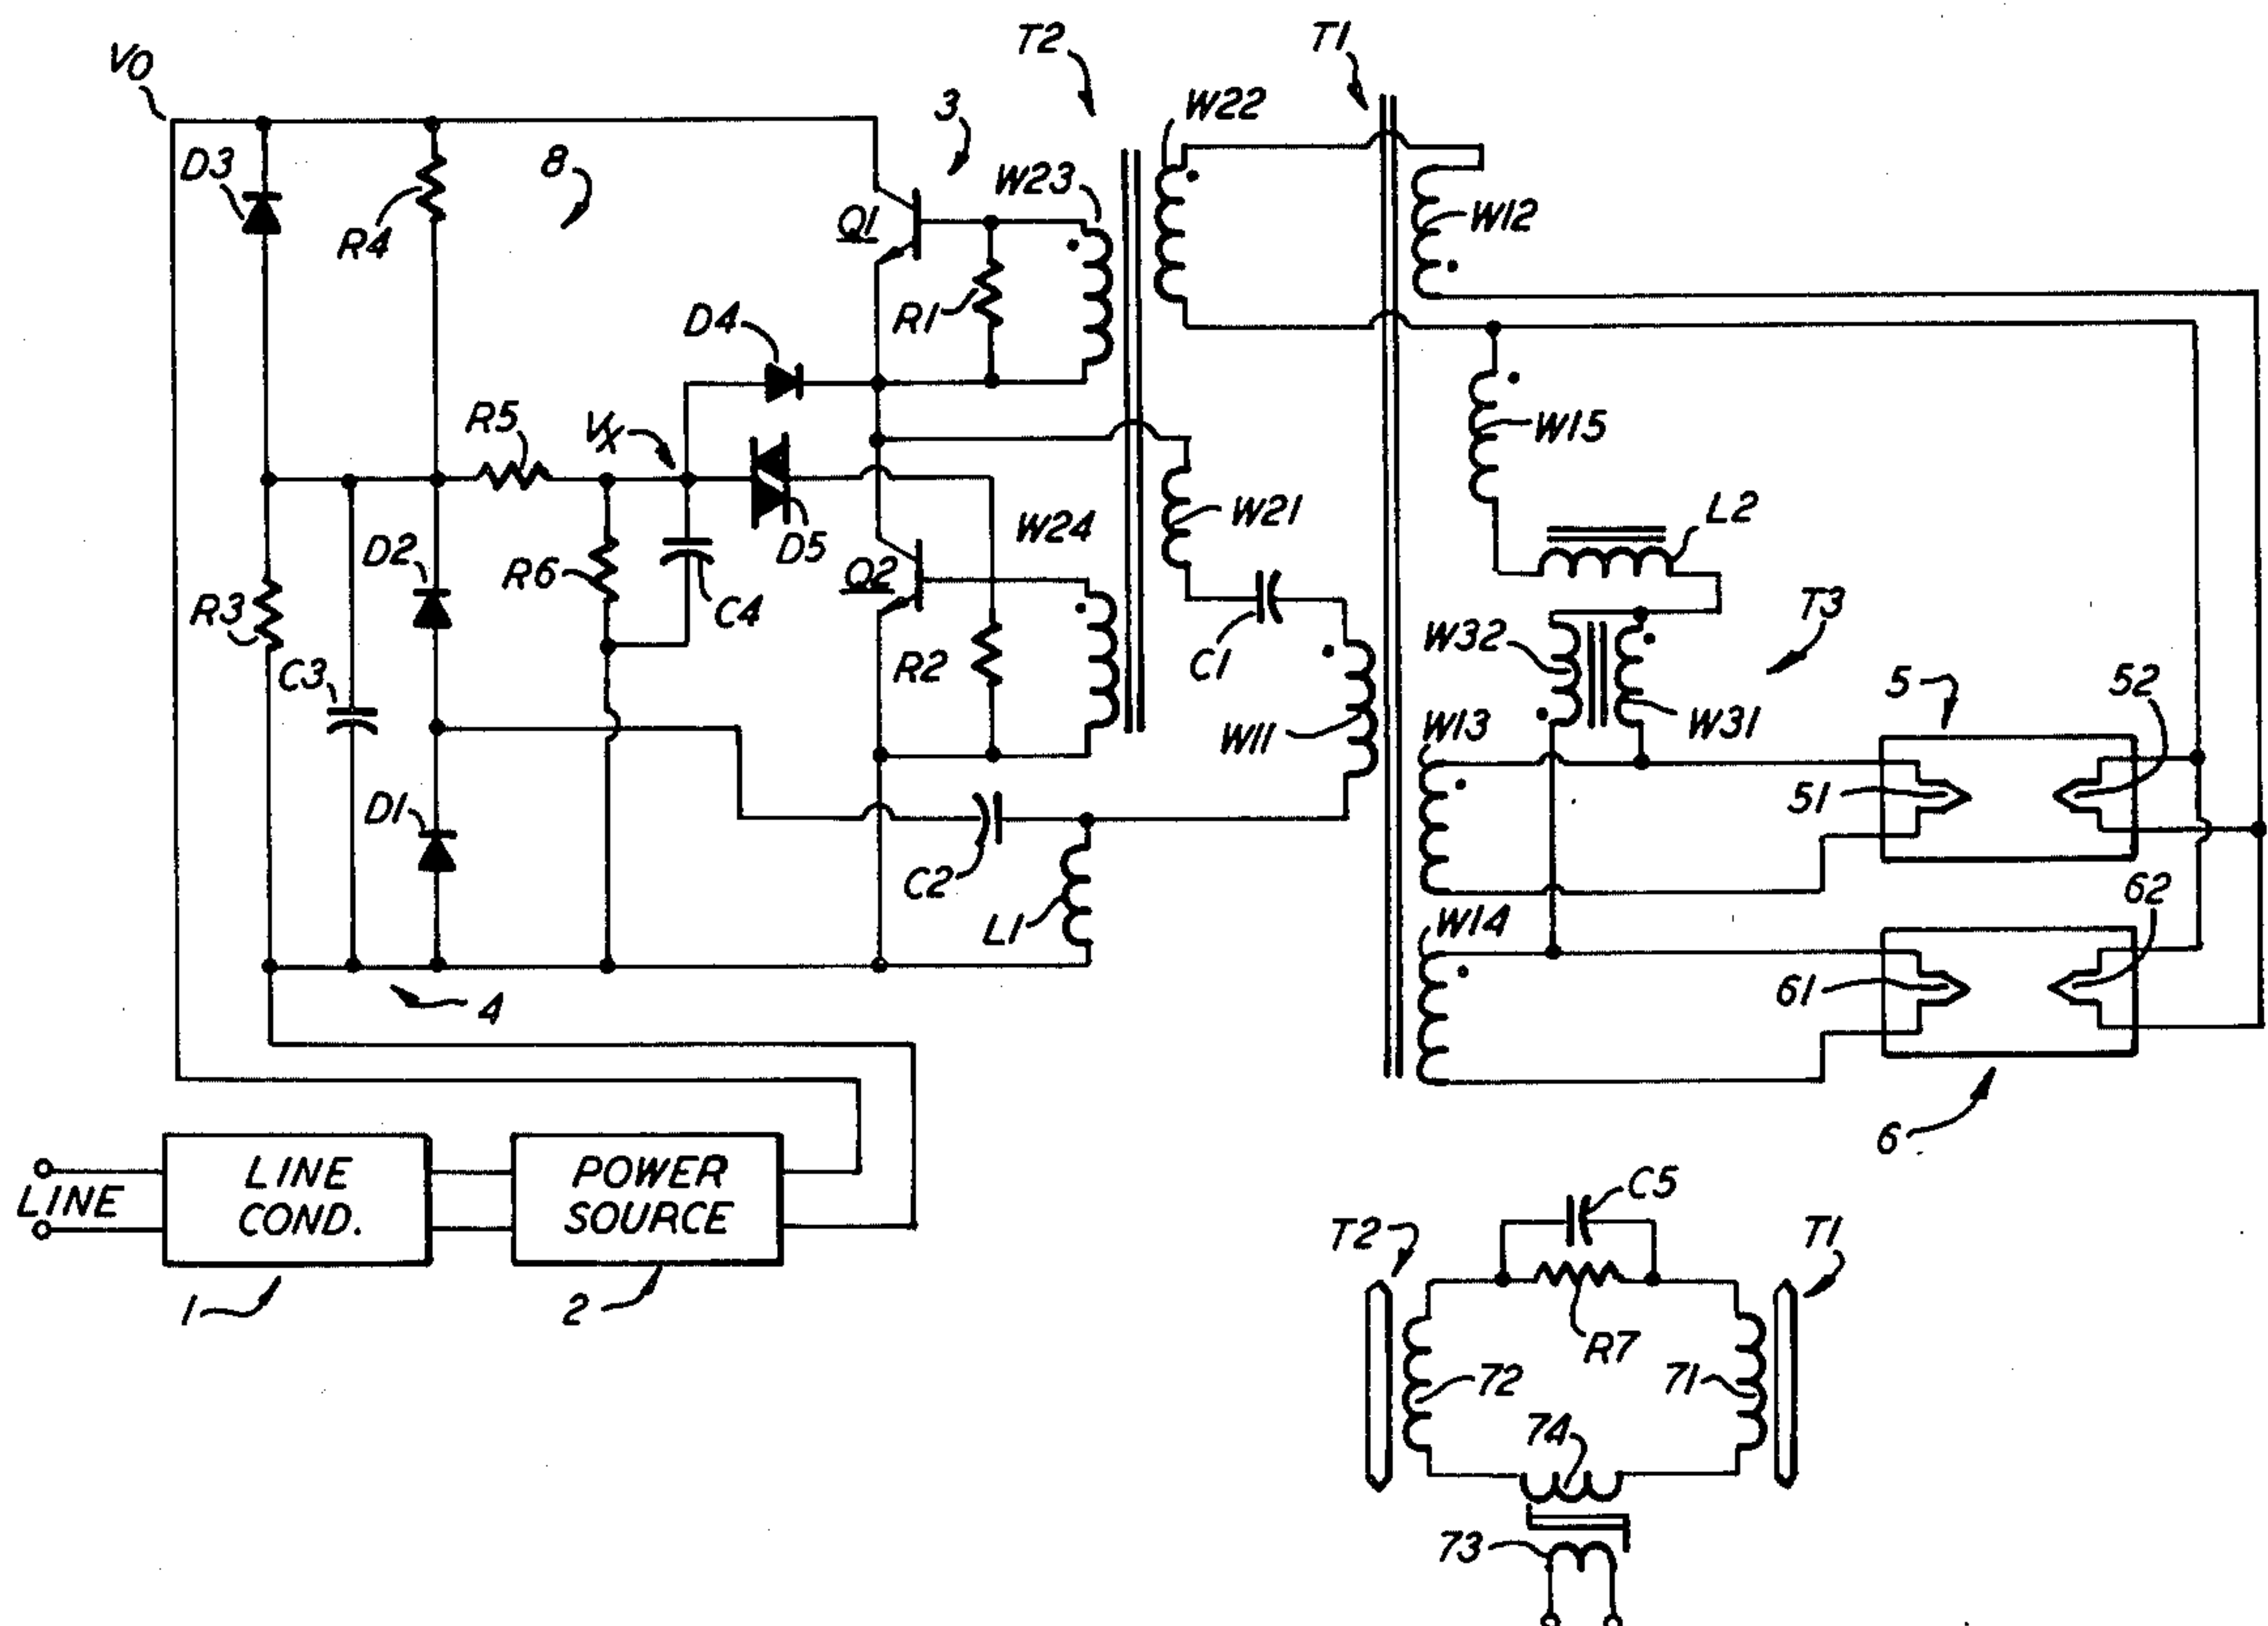 V0
T2
T1
3
W22
D3
8
R4
Q1
W23
W12
D4
R1
R5
VX
W15
D2
R6
C4
D5
W24
W21
L2
R3
C3
Q2
R2
C1
W32
T3
W31
W11
W13
5
52
51
D1
C2
L1
W14
62
61
4
6
LINE
LINE
COND.
POWER
SOURCE
1
2
C5
T2
T1
R7
72
71
74
73